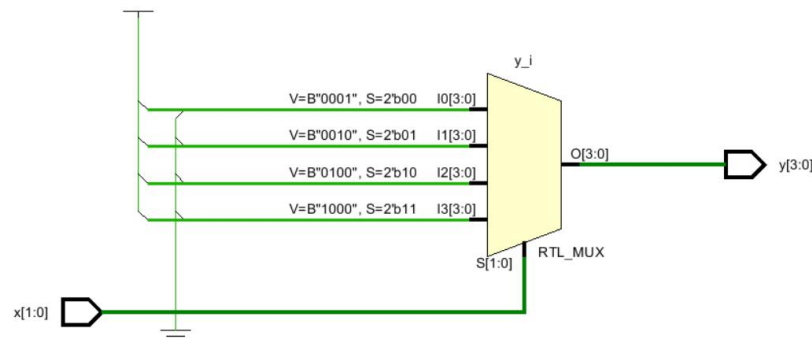 y_i
V=B"0001", S=2'b00 I0[3:0]
V=B"0010", S=2'b01 I1[3:0]
O[3:0]
y[3:0]
V=B"0100", S=2'b10 I2[3:0]
V=B"1000", S=2'b11 I3[3:0]
S[1:0] RTL_MUX
x[1:0]